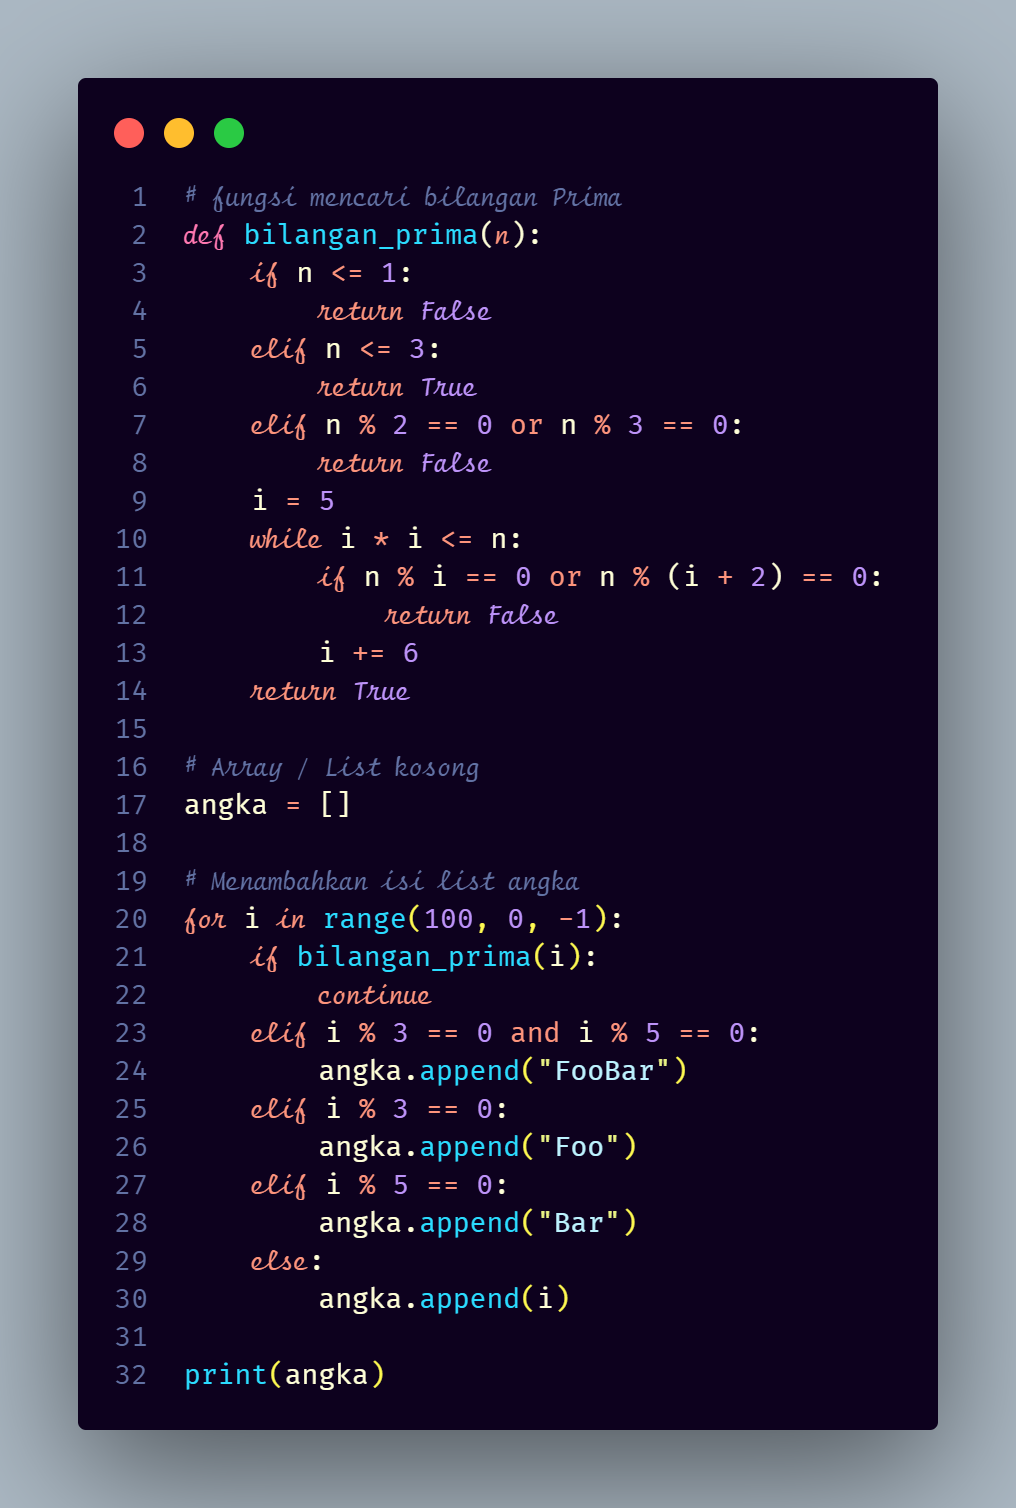 1 # fungsi mencari bilangan Prima
2 def bilangan_prima(n):
3     if n <= 1:
4         return False
5     elif n <= 3:
6         return True
7     elif n % 2 == 0 or n % 3 == 0:
8         return False
9     i = 5
10     while i * i <= n:
11         if n % i == 0 or n % (i + 2) == 0:
12             return False
13         i += 6
14     return True
15
16 # Array / List kosong
17 angka = []
18
19 # Menambahkan isi list angka
20 for i in range(100, 0, -1):
21     if bilangan_prima(i):
22         continue
23     elif i % 3 == 0 and i % 5 == 0:
24         angka.append("FooBar")
25     elif i % 3 == 0:
26         angka.append("Foo")
27     elif i % 5 == 0:
28         angka.append("Bar")
29     else:
30         angka.append(i)
31
32 print(angka)